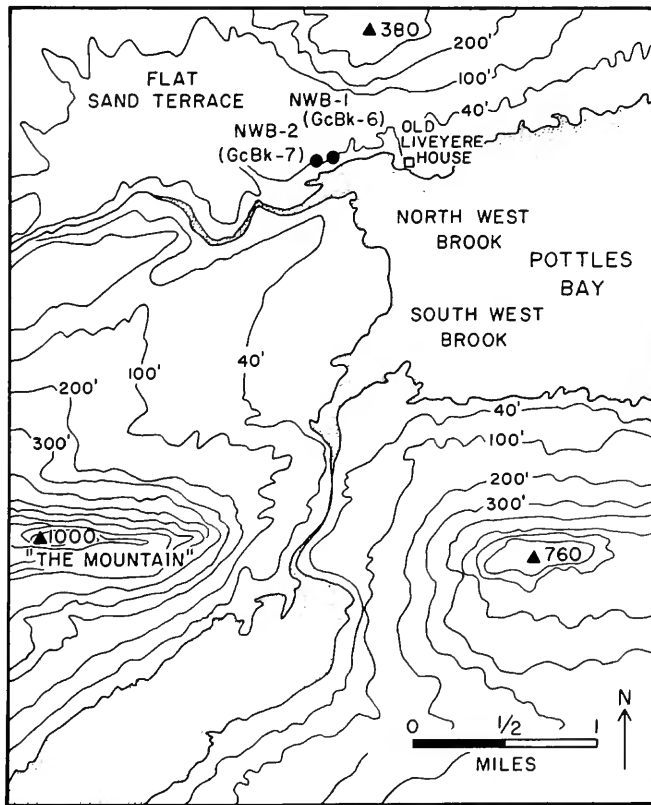 380
200'
100'
40'
FLAT
SAND TERRACE
NWB-1
(GcBk-6)
NWB-2
(GcBk-7)
OLD
LIVEYERE
HOUSE
NORTH WEST
BROOK
POTTLES
BAY
SOUTH WEST
BROOK
40'
100'
200'
300'
40'
100'
200'
300'
1000
"THE MOUNTAIN"
760
N
0 1/2 1
MILES